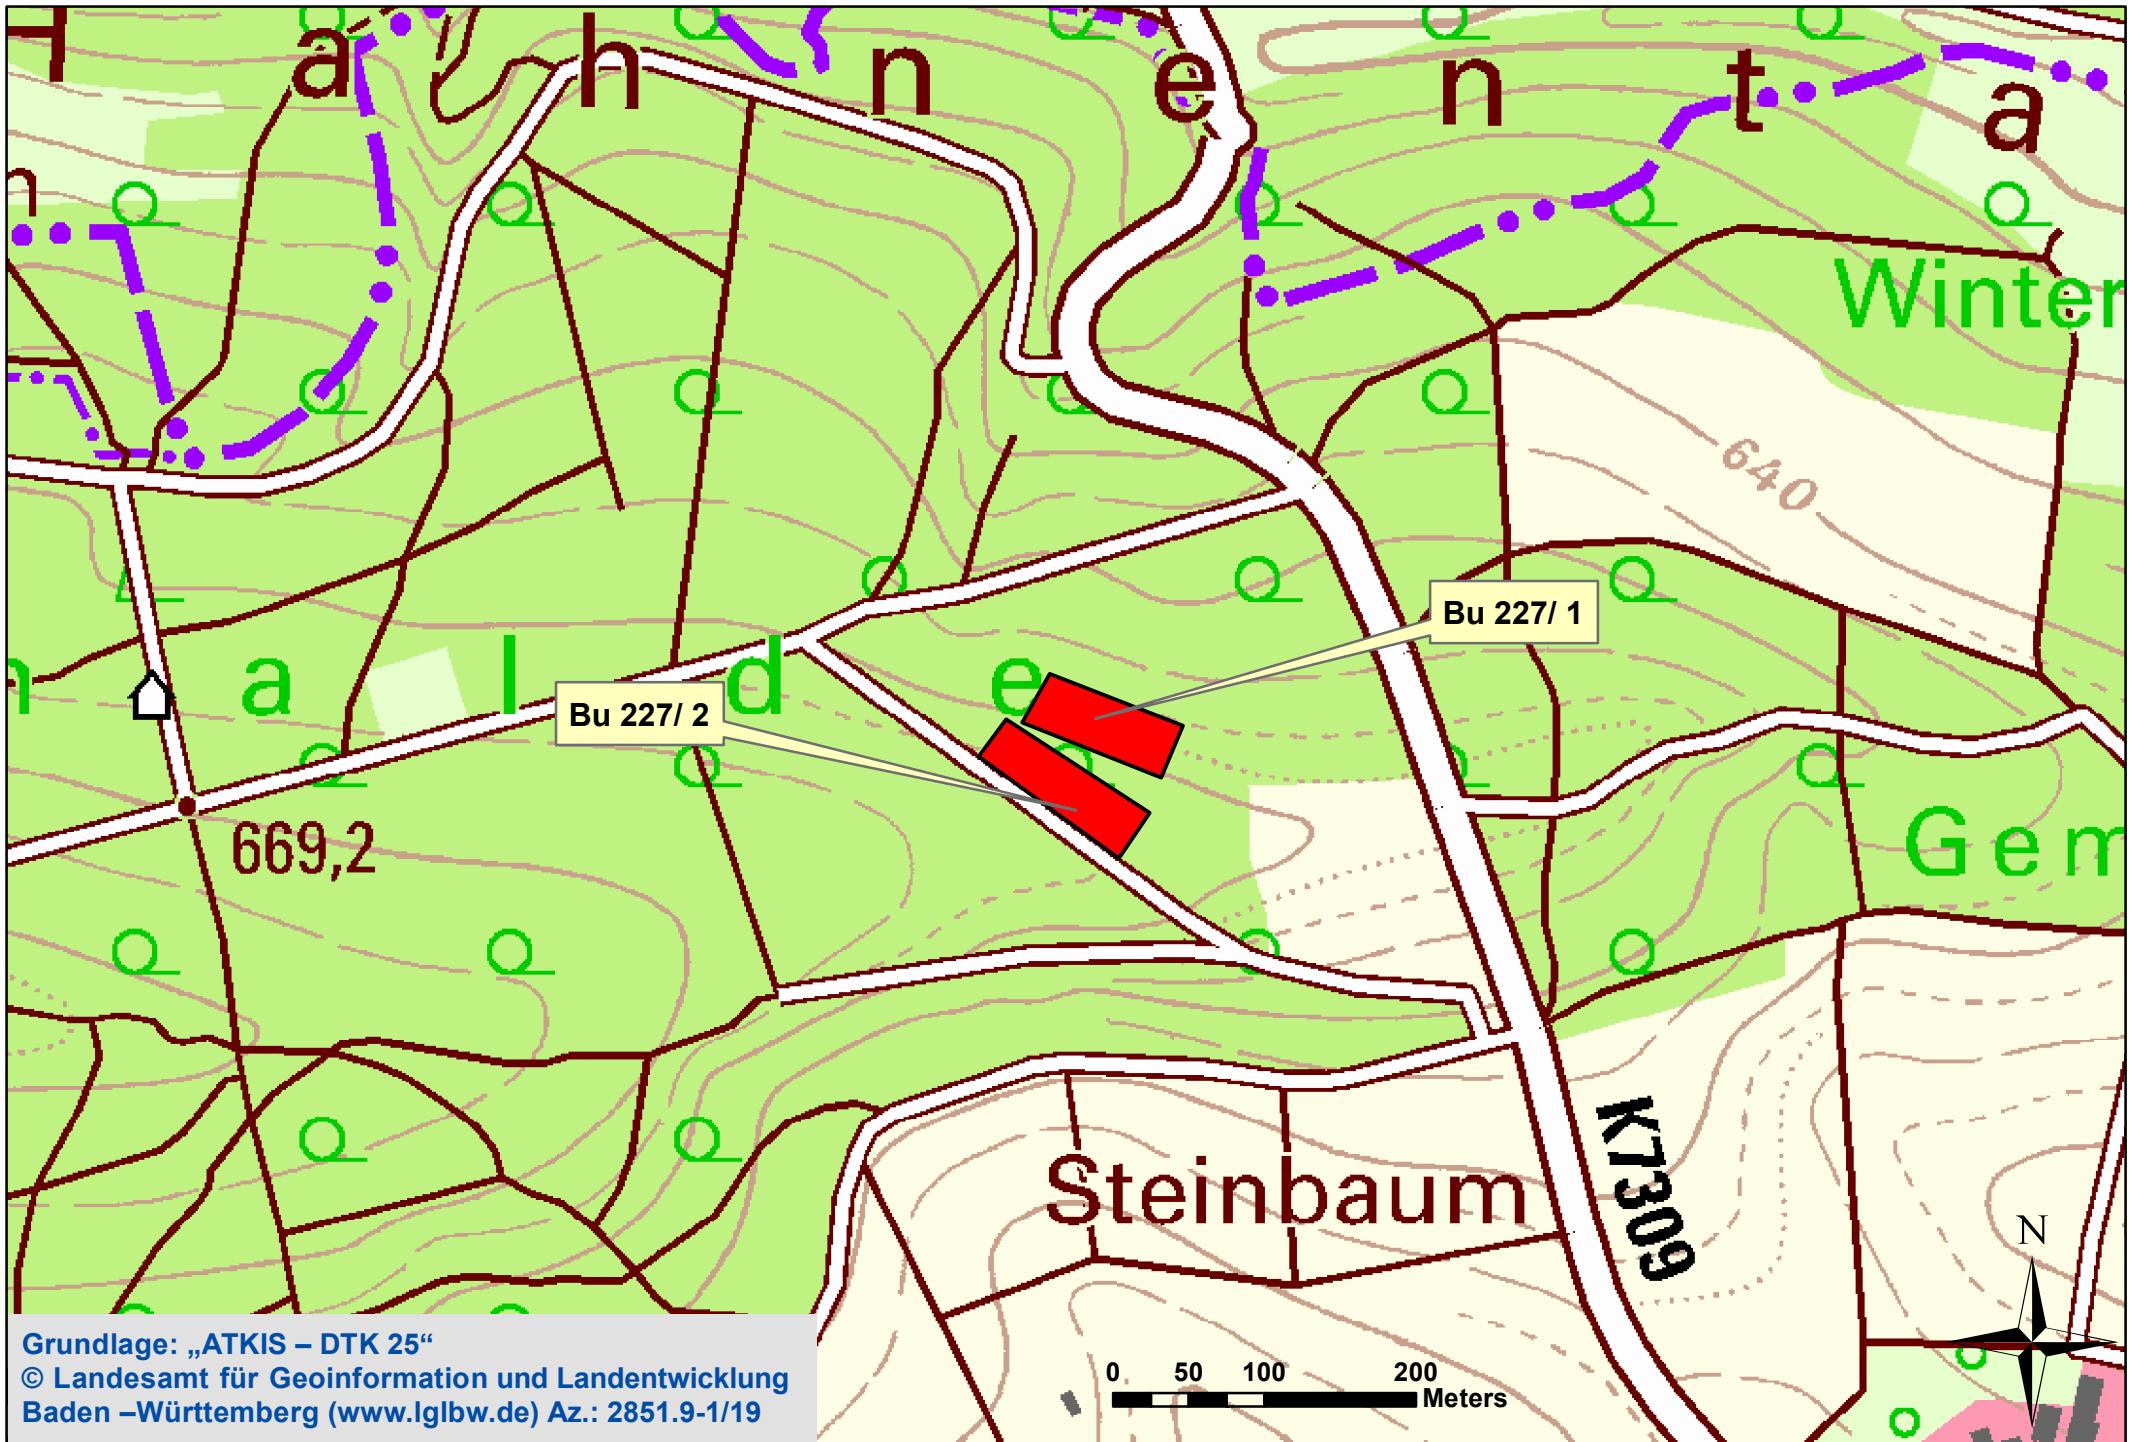 a h n e n t a
n
Winter
640
Bu 227/ 1
h a l d e
Bu 227/ 2
669,2
Gem
Steinbaum
K7309
N
0 50 100 200
Meters
Grundlage: „ATKIS – DTK 25“
© Landesamt für Geoinformation und Landentwicklung
Baden –Württemberg (www.lglbw.de) Az.: 2851.9-1/19